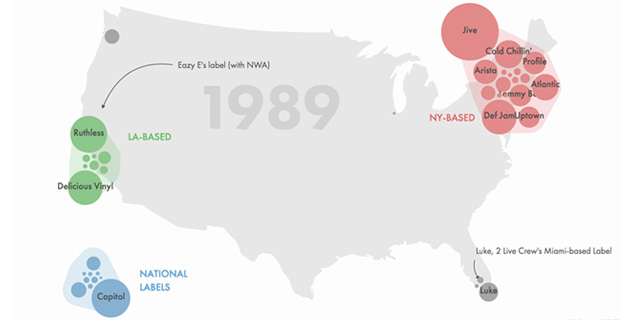 Jive
Cold Chillin'
Profile
Arista
Atlantic
Tommy B
Def Jam
Uptown
NY-BASED
Eazy E's label (with NWA)
1989
Ruthless
LA-BASED
Delicious Vinyl
Luke, 2 Live Crew's Miami-based Label
Luke
NATIONAL
LABELS
Capitol